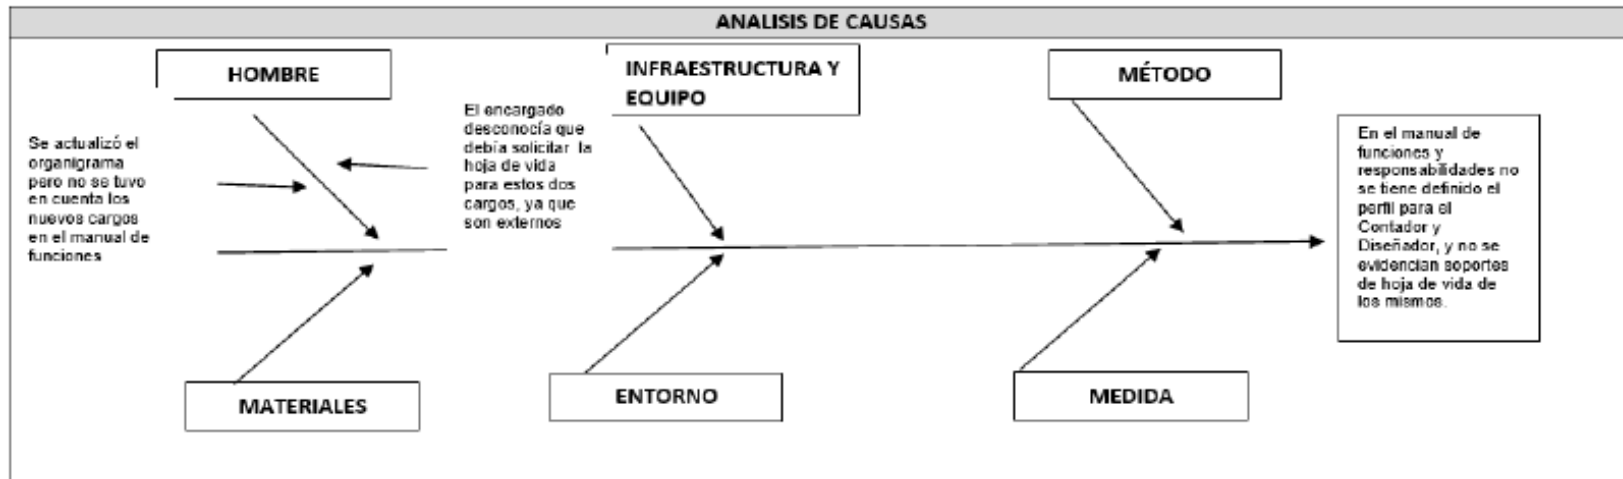 ANALISIS DE CAUSAS
HOMBRE
INFRAESTRUCTURA Y
EQUIPO
MÉTODO
Se actualizó el
organigrama
pero no se tuvo
en cuenta los
nuevos cargos
en el manual de
funciones
El encargado
desconocía que
debía solicitar la
hoja de vida
para estos dos
cargos, ya que
son externos
En el manual de
funciones y
responsabilidades no
se tiene definido el
perfil para el
Contador y
Diseñador, y no se
evidencian soportes
de hoja de vida de
los mismos.
MATERIALES
ENTORNO
MEDIDA